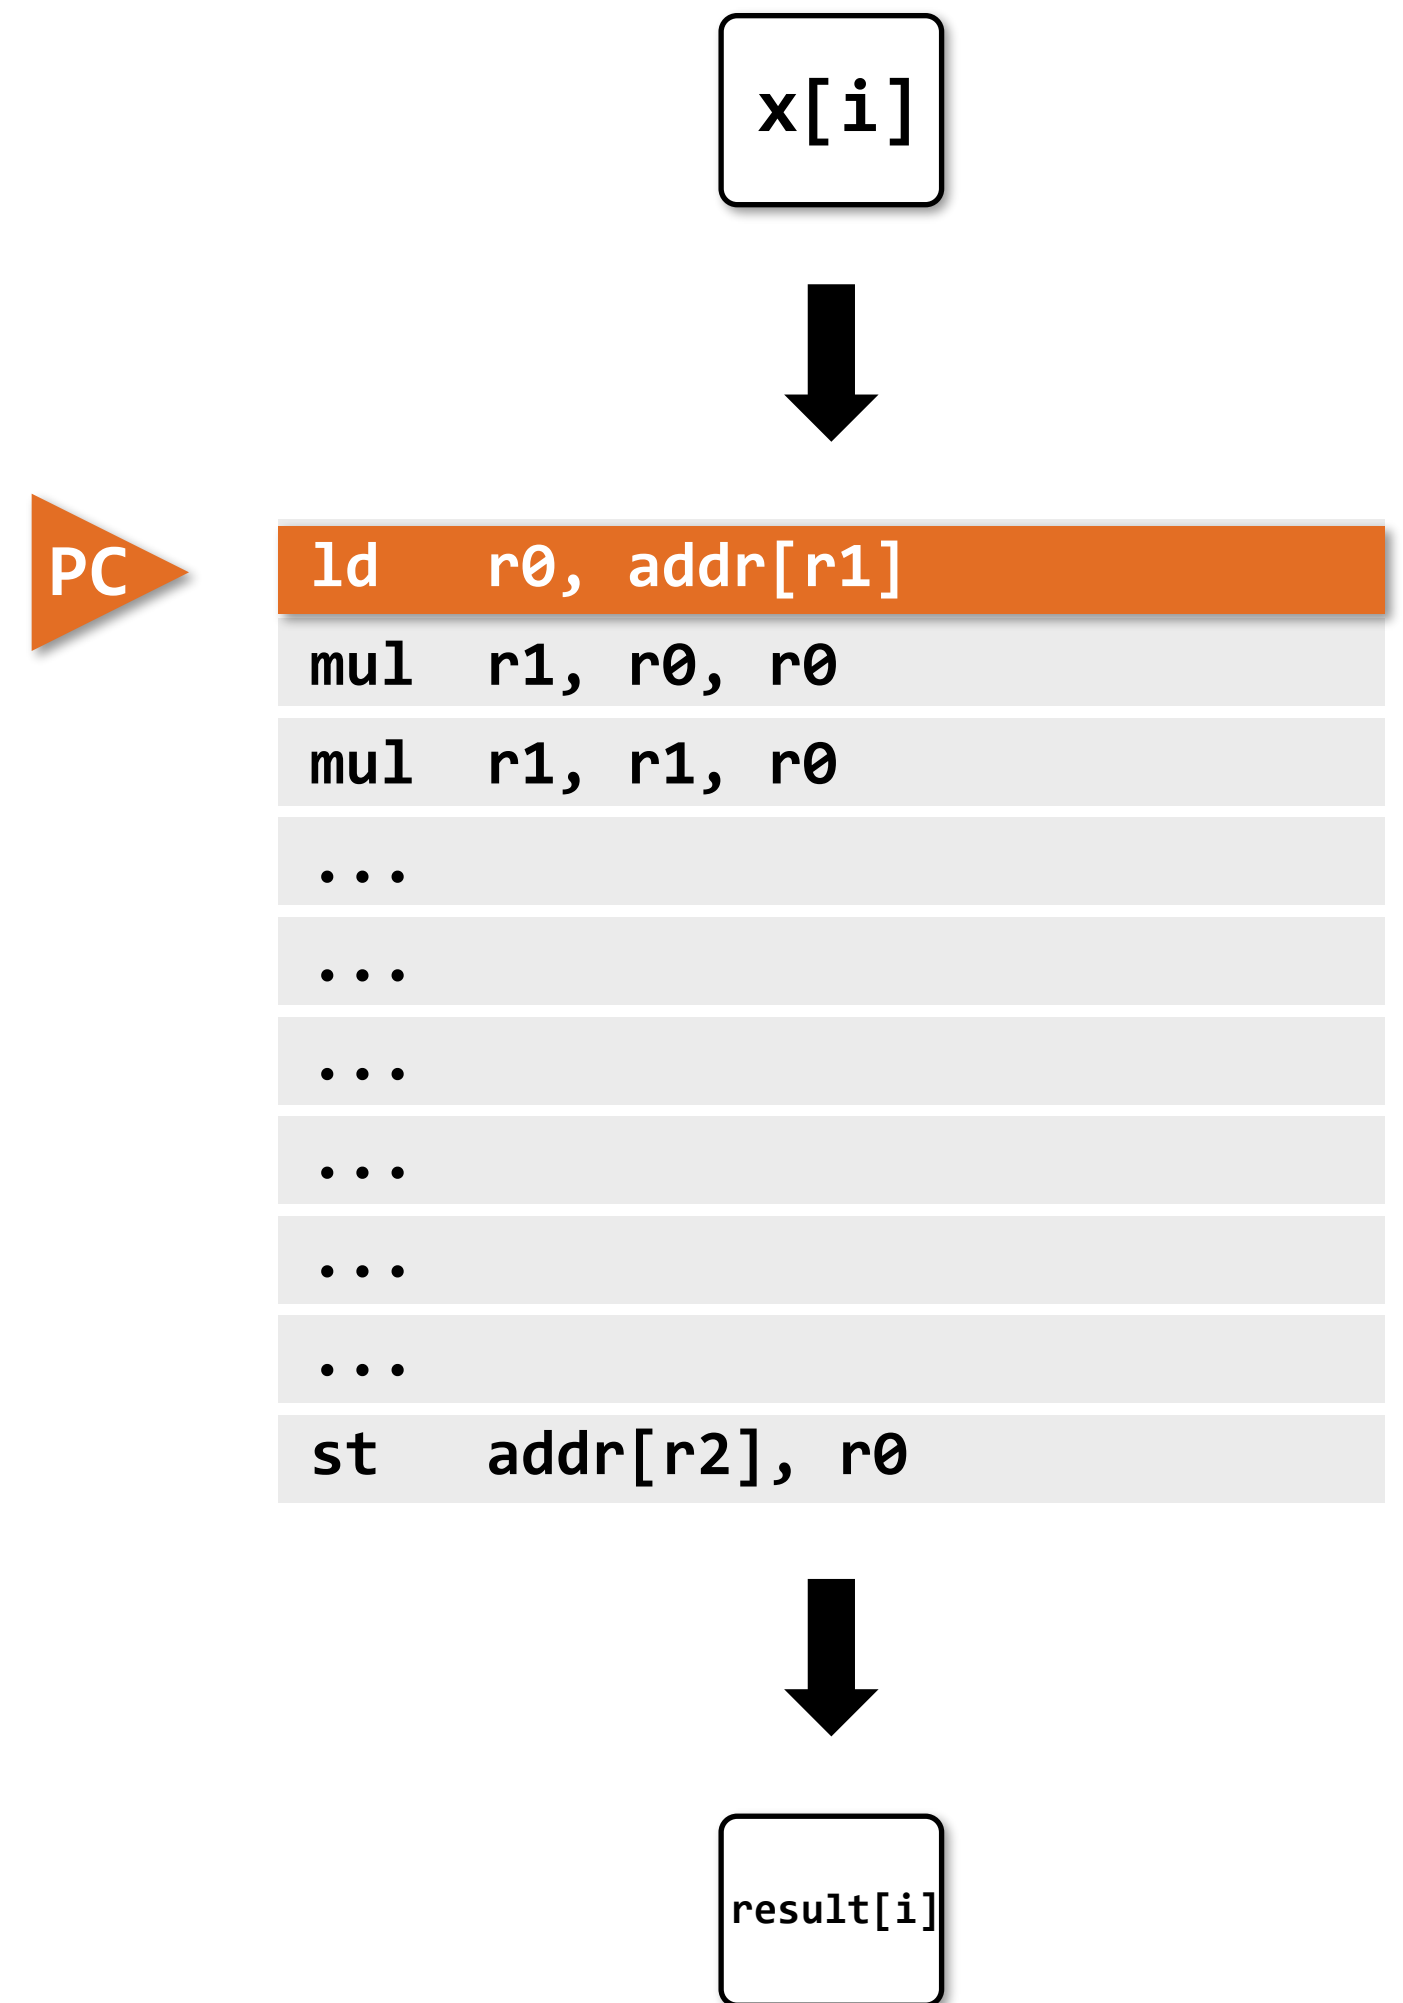 x[i]
PC
ld   r0, addr[r1]
mul  r1, r0, r0
mul  r1, r1, r0
...
...
...
...
...
...
st   addr[r2], r0
result[i]